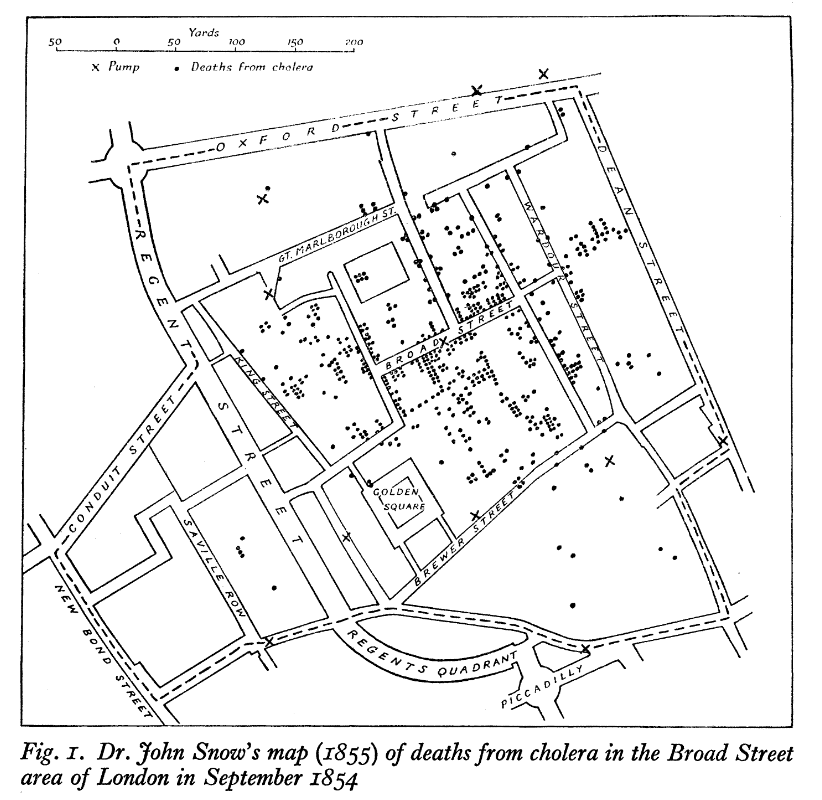 Yards
50 0 50 100 150 200
x Pump • Deaths from cholera
OXFORD STREET
DEAN STREET
REGENT STREET
GT. MARLBOROUGH ST.
WARDOUR STREET
BROAD STREET
KING STREET
CONDUIT STREET
GOLDEN
SQUARE
BREWER STREET
SAVILLE ROW
NEW BOND STREET
REGENTS QUADRANT
PICCADILLY
Fig. 1. Dr. John Snow's map (1855) of deaths from cholera in the Broad Street
area of London in September 1854